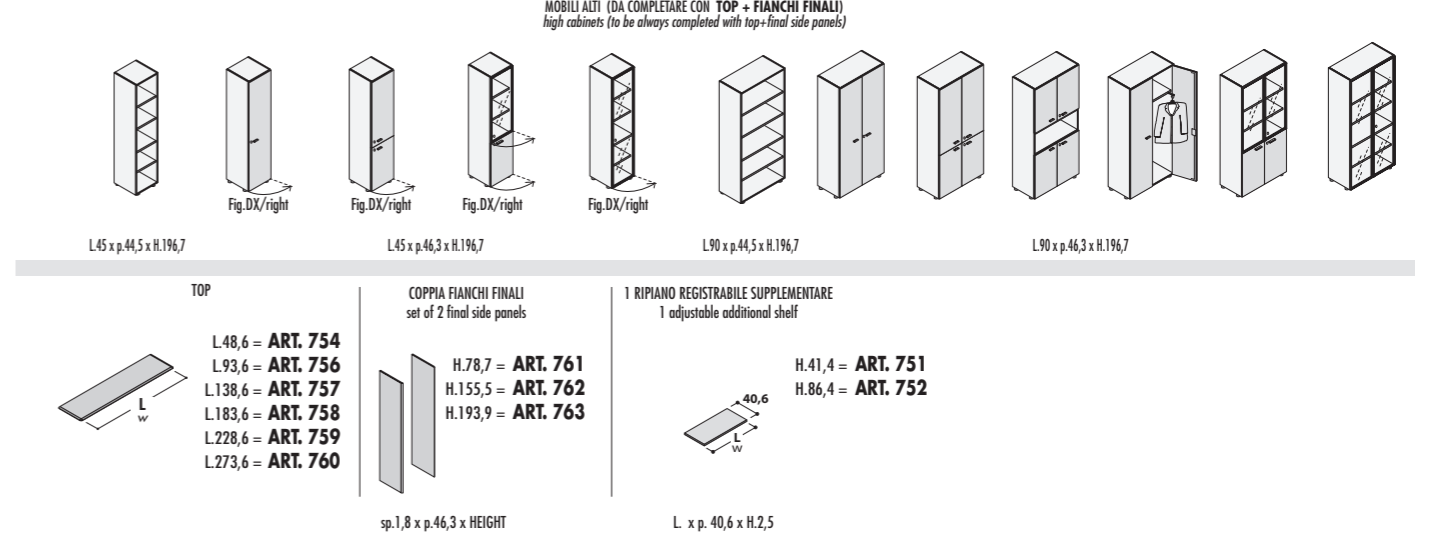 MOBILI ALTI (DA COMPLETARE CON TOP + FIANCHI FINALI)
high cabinets (to be always completed with top+final side panels)
Fig.DX/right
Fig.DX/right
Fig.DX/right
Fig.DX/right
L.45 x p.44,5 x H.196,7
L.45 x p.46,3 x H.196,7
L.90 x p.44,5 x H.196,7
L.90 x p.46,3 x H.196,7
TOP
L.48,6 = ART. 754
L.93,6 = ART. 756
L.138,6 = ART. 757
L.183,6 = ART. 758
L.228,6 = ART. 759
L.273,6 = ART. 760
L
w
COPPIA FIANCHI FINALI
set of 2 final side panels
H.78,7 = ART. 761
H.155,5 = ART. 762
H.193,9 = ART. 763
sp.1,8 x p.46,3 x HEIGHT
1 RIPIANO REGISTRABILE SUPPLEMENTARE
1 adjustable additional shelf
H.41,4 = ART. 751
H.86,4 = ART. 752
40,6
L
w
L. x p. 40,6 x H.2,5